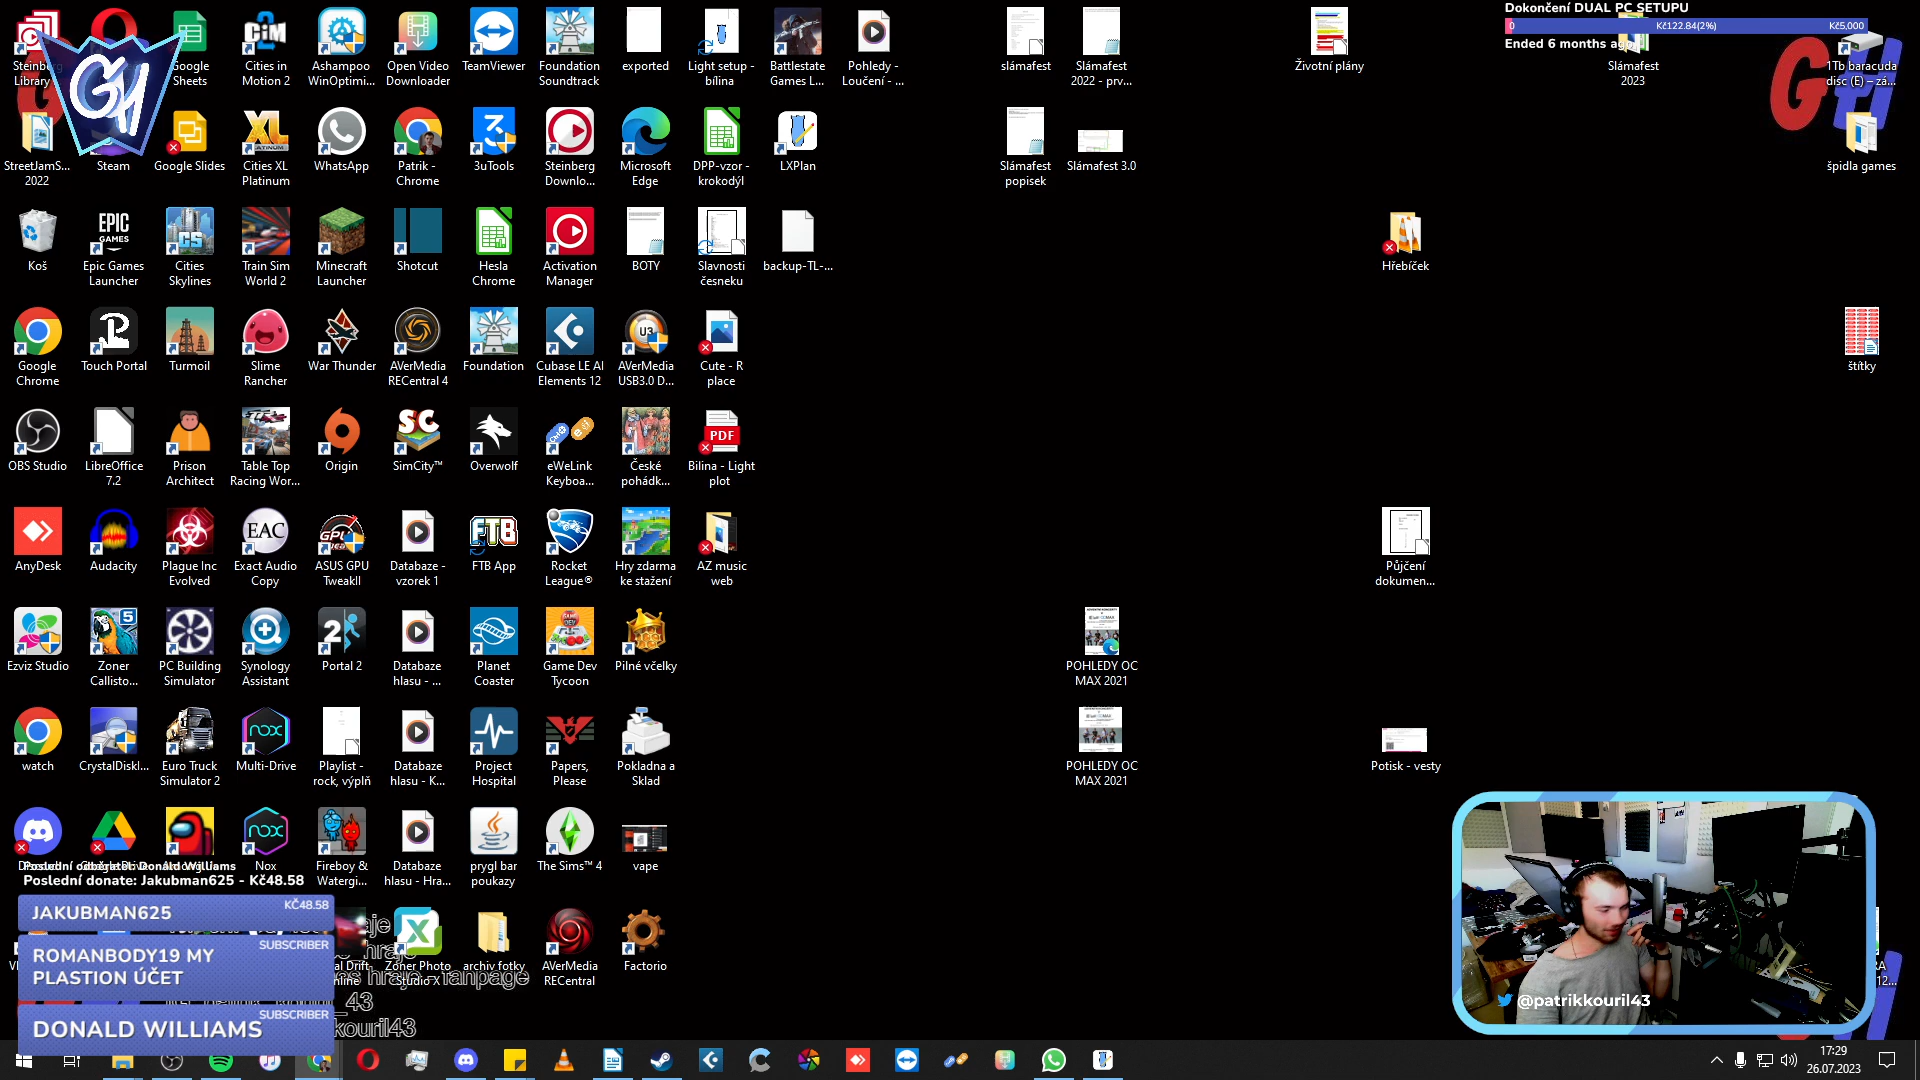 Dokončení DUAL PC SETUPU
0 Kč122.84(2%) Kč5,000
Ended 6 months ago
Steinberg Library
Google Sheets
Cities in Motion 2
Ashampoo WinOptimi...
Open Video Downloader
TeamViewer
Foundation Soundtrack
exported
Light setup - bílina
Battlestate Games L...
Pohledy - Loučení - ...
slámafest
Slámafest 2022 - prv...
Životní plány
Slámafest 2023
1Tb baracuda disc (E) – zá...
StreetJamS... 2022
Steam
Google Slides
Cities XL Platinum
WhatsApp
Patrik - Chrome
3uTools
Steinberg Downlo...
Microsoft Edge
DPP-vzor - krokodýl
LXPlan
Slámafest popisek
Slámafest 3.0
špidla games
Koš
Epic Games Launcher
Cities Skylines
Train Sim World 2
Minecraft Launcher
Shotcut
Hesla Chrome
Activation Manager
BOTY
Slavnosti česneku
backup-TL-...
Hřebíček
Google Chrome
Touch Portal
Turmoil
Slime Rancher
War Thunder
AVerMedia RECentral 4
Foundation
Cubase LE AI Elements 12
AVerMedia USB3.0 D...
Cute - R place
štítky
OBS Studio
LibreOffice 7.2
Prison Architect
Table Top Racing Wor...
Origin
SimCity™
Overwolf
eWeLink Keyboa...
České pohádk...
Bilina - Light plot
AnyDesk
Audacity
Plague Inc Evolved
Exact Audio Copy
ASUS GPU TweakII
Databaze - vzorek 1
FTB App
Rocket League®
Hry zdarma ke stažení
AZ music web
Půjčení dokumen...
Ezviz Studio
Zoner Callisto...
PC Building Simulator
Synology Assistant
Portal 2
Databaze hlasu - ...
Planet Coaster
Game Dev Tycoon
Pilné včelky
POHLEDY OC MAX 2021
watch
CrystalDiskI...
Euro Truck Simulator 2
Multi-Drive
Playlist - rock, výplň
Databaze hlasu - K...
Project Hospital
Papers, Please
Pokladna a Sklad
POHLEDY OC MAX 2021
Potisk - vesty
Nox
Fireboy & Watergi...
Databaze hlasu - Hra...
prygl bar poukazy
The Sims™ 4
vape
Poslední odběratel: Donald Williams
Poslední donate: Jakubman625 - Kč48.58
JAKUBMAN625 KČ48.58
ROMANBODY19 MY PLASTION ÚČET SUBSCRIBER
DONALD WILLIAMS SUBSCRIBER
Zoner Photo Studio X
archiv fotky
AVerMedia RECentral
Factorio
@patrikkouril43
17:29
26.07.2023